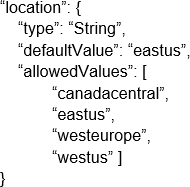 “location”: {
“type”: “String”,
“defaultValue”: “eastus”,
“allowedValues”: [
“canadacentral”,
“eastus”,
“westeurope”,
“westus” ]
}